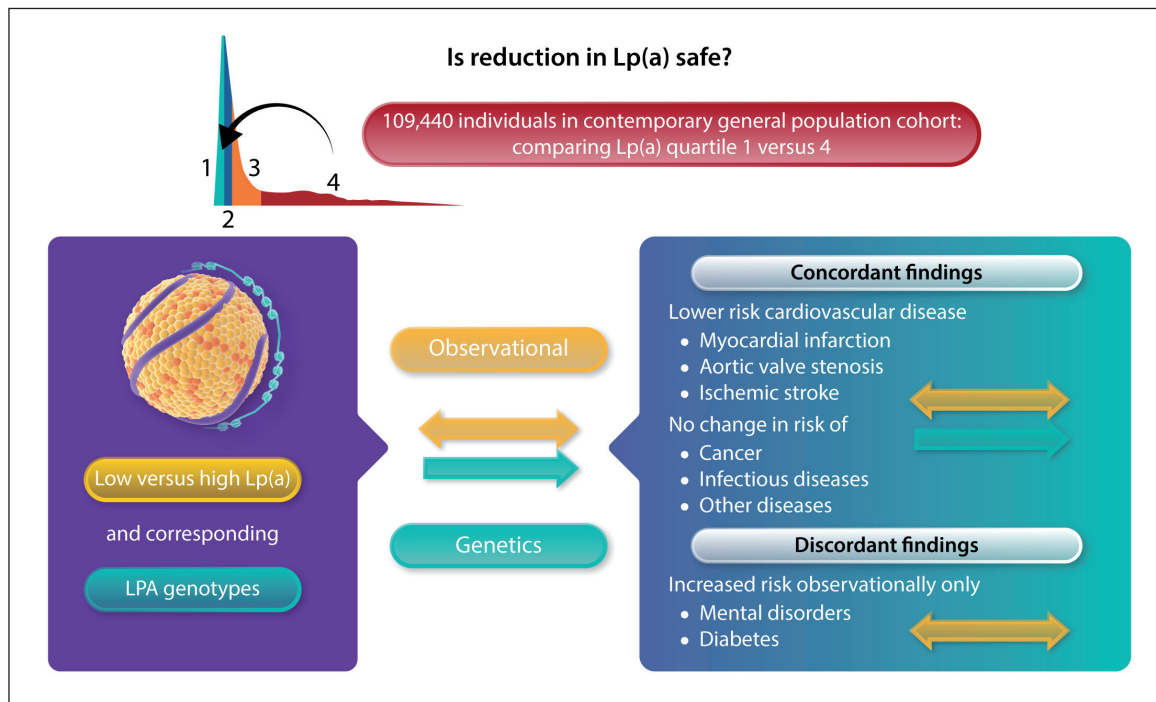 Is reduction in Lp(a) safe?
109,440 individuals in contemporary general population cohort:
comparing Lp(a) quartile 1 versus 4
1
3
4
2
Low versus high Lp(a)
and corresponding
LPA genotypes
Observational
Genetics
Concordant findings
Lower risk cardiovascular disease
• Myocardial infarction
• Aortic valve stenosis
• Ischemic stroke
No change in risk of
• Cancer
• Infectious diseases
• Other diseases
Discordant findings
Increased risk observationally only
• Mental disorders
• Diabetes